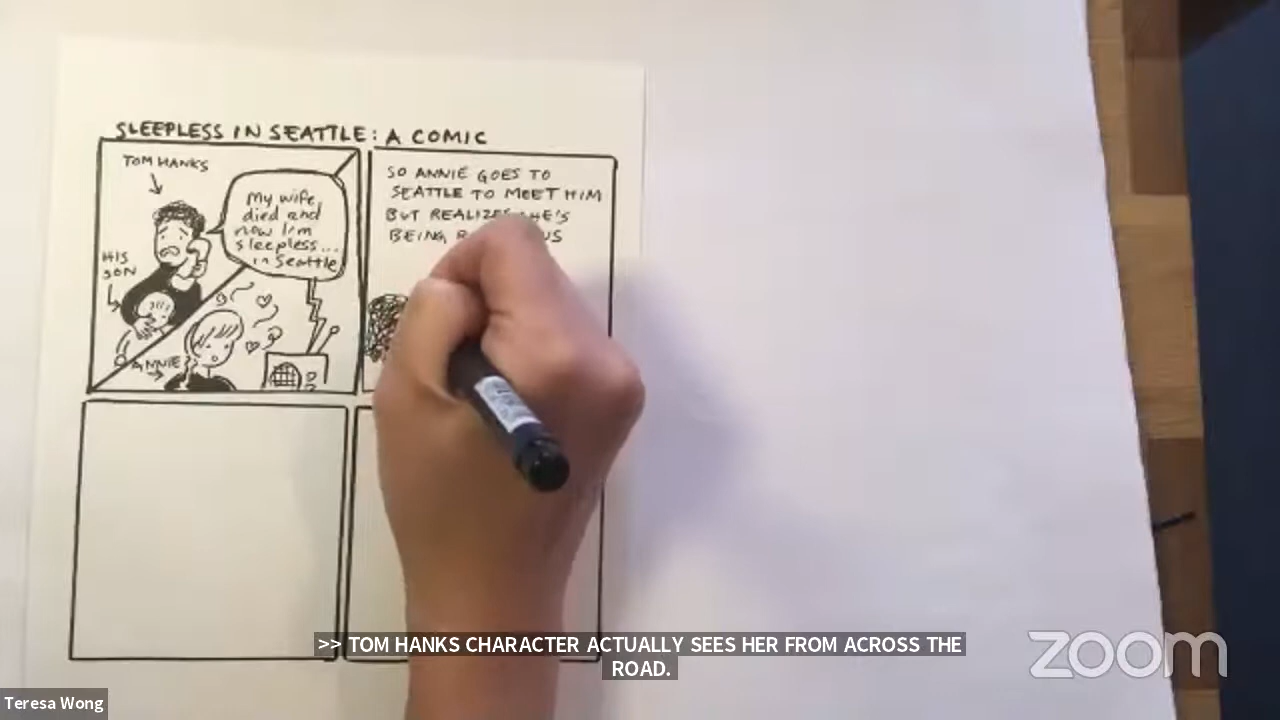 SLEEPLESS IN SEATTLE: A COMIC
TOM HANKS
My wife
died and
now I'm
sleepless...
in Seattle
HIS
SON
ANNIE
SO ANNIE GOES TO
SEATTLE TO MEET HIM
BUT REALIZES SHE'S
BEING
>> TOM HANKS CHARACTER ACTUALLY SEES HER FROM ACROSS THE
ROAD.
zoom
Teresa Wong